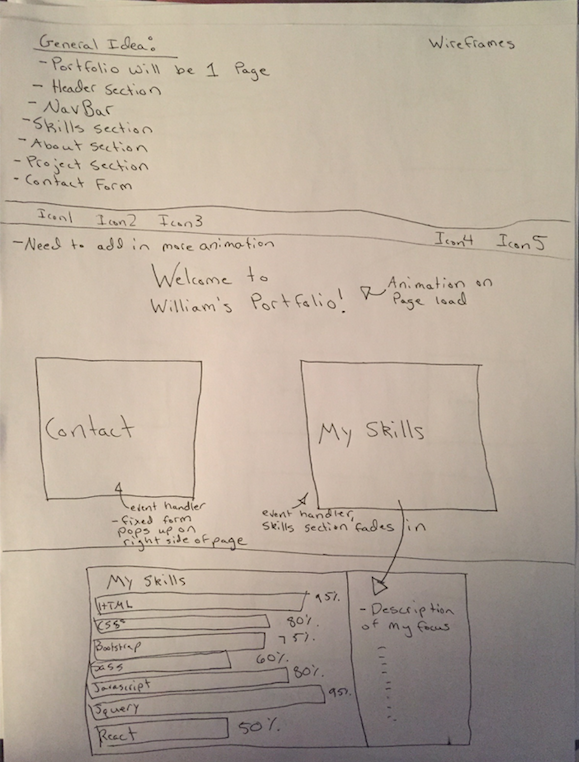 General Idea:
Wireframes
- Portfolio will be 1 Page
- Header section
- NavBar
- Skills section
- About section
- Project section
- Contact Form
Icon1 Icon2 Icon3
Icon4 Icon5
- Need to add in more animation
Welcome to
William's Portfolio!
Animation on
Page load
Contact
My Skills
event handler
- fixed form
pops up on
right side of page
event handler,
skills section fades in
My Skills
HTML 95%
CSS 80%
Bootstrap 75%
Sass 60%
Javascript 80%
Jquery 95%
React 50%
- Description
of my focus